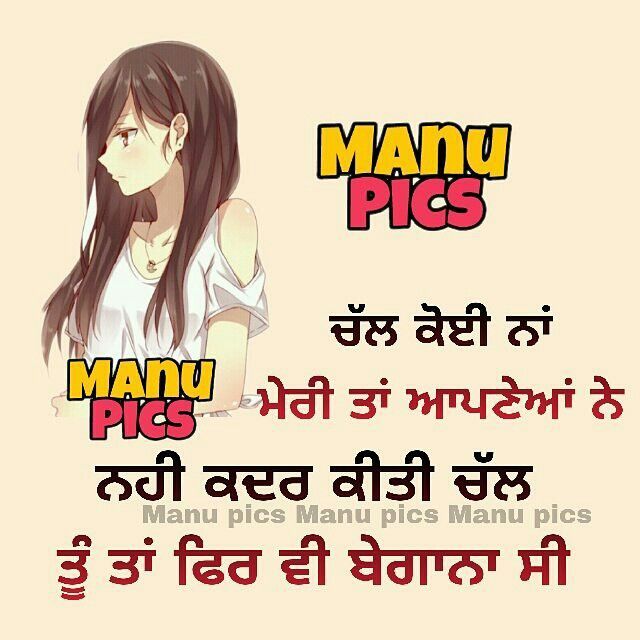 MANU
PICS
ਚੱਲ ਕੋਈ ਨਾਂ
MANU
PICS
ਮੇਰੀ ਤਾਂ ਆਪਣੇਆਂ ਨੇ
ਨਹੀ ਕਦਰ ਕੀਤੀ ਚੱਲ
Manu pics Manu pics Manu pics
ਤੂੰ ਤਾਂ ਫਿਰ ਵੀ ਬੇਗਾਨਾ ਸੀ